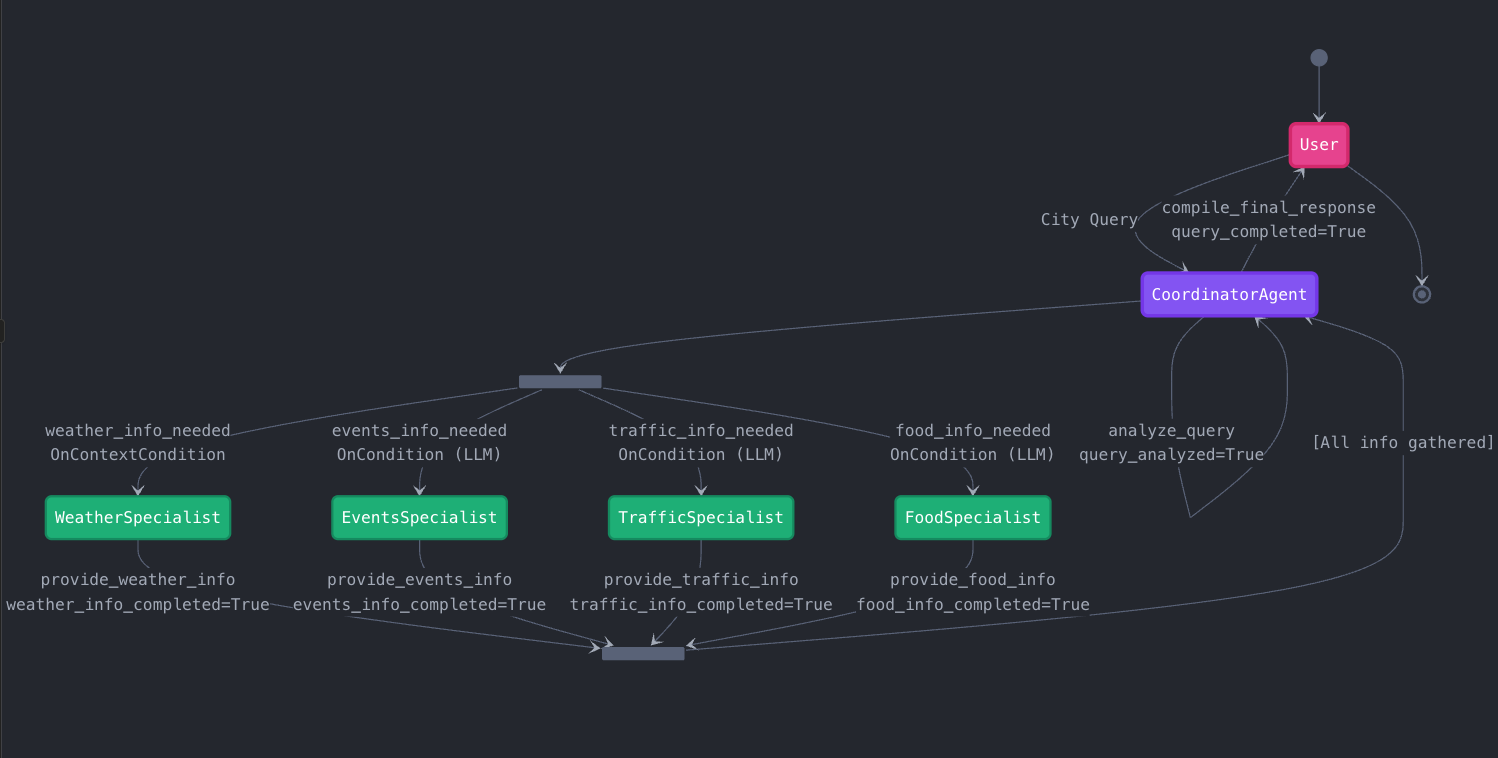 User
City Query
compile_final_response
query_completed=True
CoordinatorAgent
weather_info_needed
OnContextCondition
events_info_needed
OnCondition (LLM)
traffic_info_needed
OnCondition (LLM)
food_info_needed
OnCondition (LLM)
analyze_query
query_analyzed=True
[All info gathered]
WeatherSpecialist
EventsSpecialist
TrafficSpecialist
FoodSpecialist
provide_weather_info
weather_info_completed=True
provide_events_info
events_info_completed=True
provide_traffic_info
traffic_info_completed=True
provide_food_info
food_info_completed=True